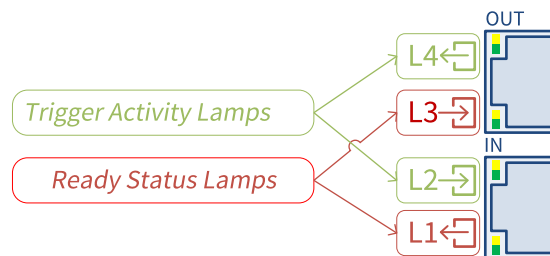 OUT
L4
Trigger Activity Lamps
L3
IN
Ready Status Lamps
L2
L1